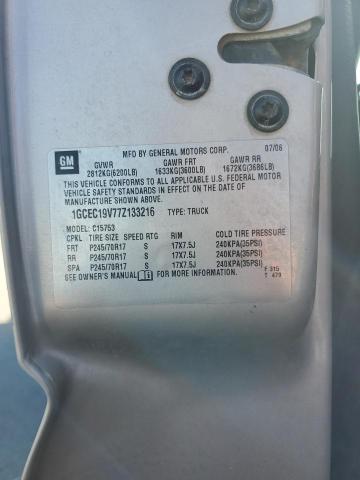 MFD BY GENERAL MOTORS CORP. 07/06
GM GVWR GAWR FRT GAWR RR
2812KG(6200LB) 1633KG(3600LB) 1672KG(3686LB)
THIS VEHICLE CONFORMS TO ALL APPLICABLE U.S. FEDERAL MOTOR
VEHICLE SAFETY STANDARDS IN EFFECT ON THE DATE OF
MANUFACTURE SHOWN ABOVE.
1GCEC19V77Z133216 TYPE: TRUCK
MODEL: C15753
CPKL TIRE SIZE SPEED RTG RIM COLD TIRE PRESSURE
FRT P245/70R17 S 17X7.5J 240KPA(35PSI)
RR P245/70R17 S 17X7.5J 240KPA(35PSI)
SPA P245/70R17 S 17X7.5J 240KPA(35PSI)
SEE OWNER'S MANUAL FOR MORE INFORMATION. F 315
T 479